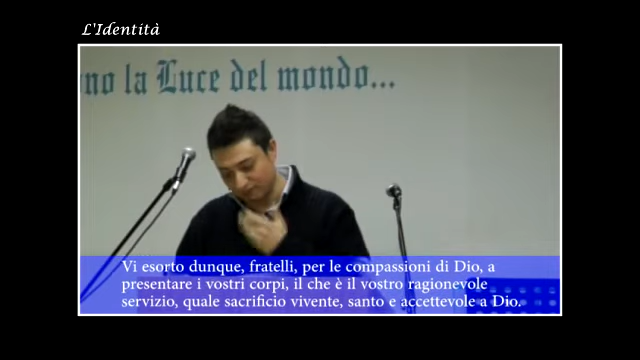 L'Identità
no la Luce del mondo...
Vi esorto dunque, fratelli, per le compassioni di Dio, a
presentare i vostri corpi, il che è il vostro ragionevole
servizio, quale sacrificio vivente, santo e accettevole a Dio.